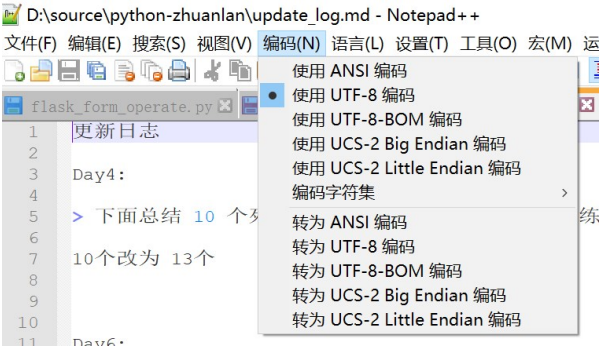 D:\source\python-zhuanlan\update_log.md - Notepad++
文件(F) 编辑(E) 搜索(S) 视图(V) 编码(N) 语言(L) 设置(T) 工具(O) 宏(M) 运
flask_form_operate.py
使用 ANSI 编码
使用 UTF-8 编码
使用 UTF-8-BOM 编码
使用 UCS-2 Big Endian 编码
使用 UCS-2 Little Endian 编码
编码字符集
转为 ANSI 编码
转为 UTF-8 编码
转为 UTF-8-BOM 编码
转为 UCS-2 Big Endian 编码
转为 UCS-2 Little Endian 编码
1 更新日志
2
3 Day4:
4
5 > 下面总结 10 个 练
6
7 10个改为 13个
8
9
10
11 Day6: